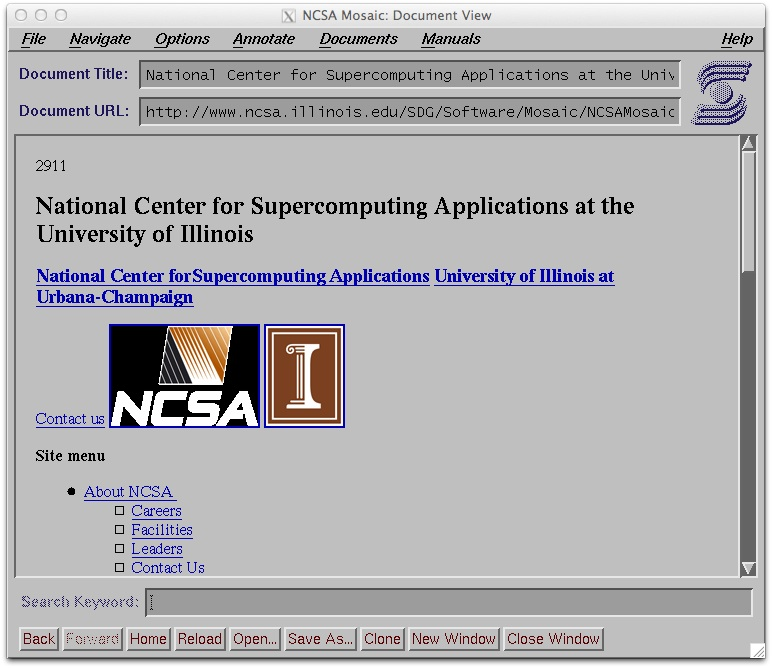 NCSA Mosaic: Document View
File Navigate Options Annotate Documents Manuals Help
Document Title: National Center for Supercomputing Applications at the Univ
Document URL: http://www.ncsa.illinois.edu/SDG/Software/Mosaic/NCSAMosaic
2911
National Center for Supercomputing Applications at the
University of Illinois
National Center forSupercomputing Applications University of Illinois at
Urbana-Champaign
Contact us NCSA I
Site menu
About NCSA
Careers
Facilities
Leaders
Contact Us
Search Keyword:
Back Forward Home Reload Open... Save As... Clone New Window Close Window